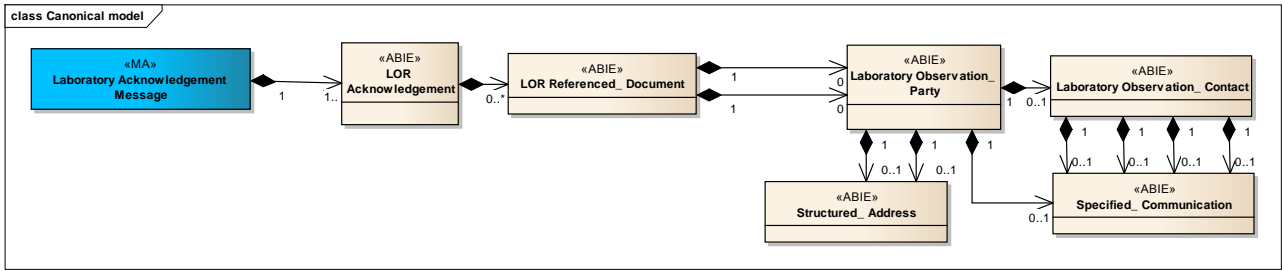 class Canonical model
«MA»
Laboratory Acknowledgement
Message
1
1..
«ABIE»
LOR
Acknowledgement
0..*
«ABIE»
LOR Referenced_ Document
1
0
1
0
«ABIE»
Laboratory Observation_
Party
1
0..1
«ABIE»
Laboratory Observation_ Contact
1
0..1
1
0..1
1
0..1
«ABIE»
Structured_ Address
1
0..1
1
0..1
1
0..1
1
0..1
«ABIE»
Specified_ Communication